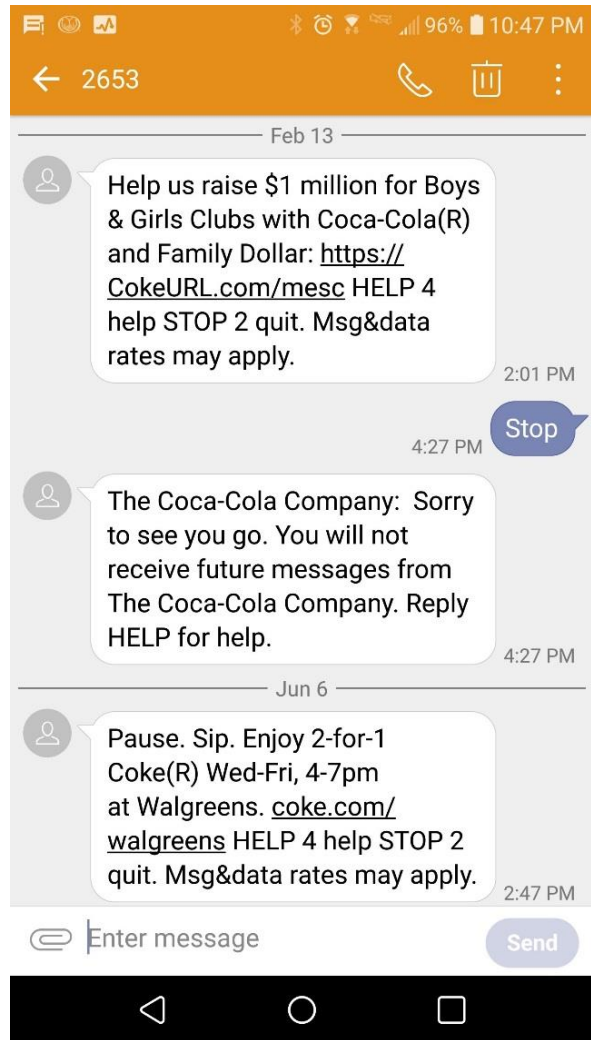 96% 10:47 PM
2653
Feb 13
Help us raise $1 million for Boys
& Girls Clubs with Coca-Cola(R)
and Family Dollar: https://
CokeURL.com/mesc HELP 4
help STOP 2 quit. Msg&data
rates may apply.
2:01 PM
Stop
4:27 PM
The Coca-Cola Company:  Sorry
to see you go. You will not
receive future messages from
The Coca-Cola Company. Reply
HELP for help.
4:27 PM
Jun 6
Pause. Sip. Enjoy 2-for-1
Coke(R) Wed-Fri, 4-7pm
at Walgreens. coke.com/
walgreens HELP 4 help STOP 2
quit. Msg&data rates may apply.
2:47 PM
Enter message
Send